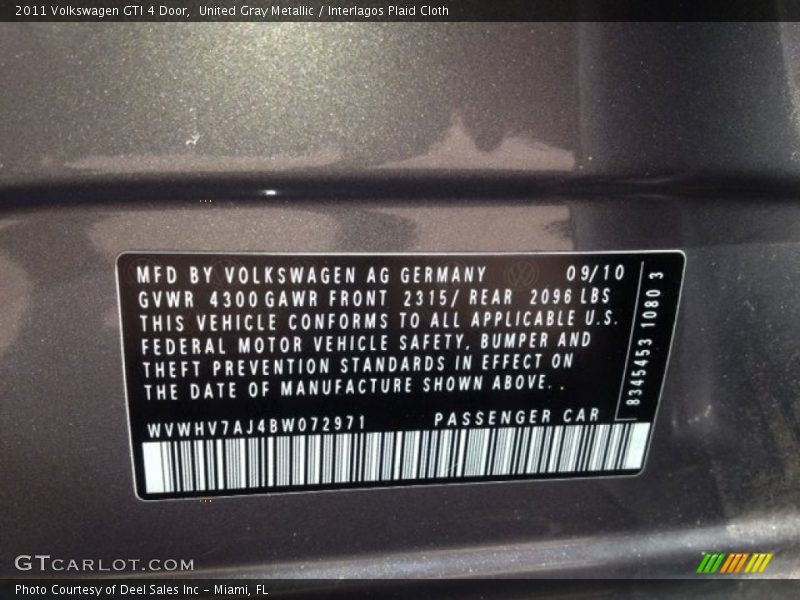 2011 Volkswagen GTI 4 Door,  United Gray Metallic / Interlagos Plaid Cloth
MFD BY VOLKSWAGEN AG GERMANY 09/10
GVWR 4300 GAWR FRONT 2315/ REAR 2096 LBS
THIS VEHICLE CONFORMS TO ALL APPLICABLE U.S.
FEDERAL MOTOR VEHICLE SAFETY, BUMPER AND
THEFT PREVENTION STANDARDS IN EFFECT ON
THE DATE OF MANUFACTURE SHOWN ABOVE.
WVWHV7AJ4BW072971 PASSENGER CAR
8345453 10803
GTCARLOT.COM
Photo Courtesy of Deel Sales Inc - Miami, FL